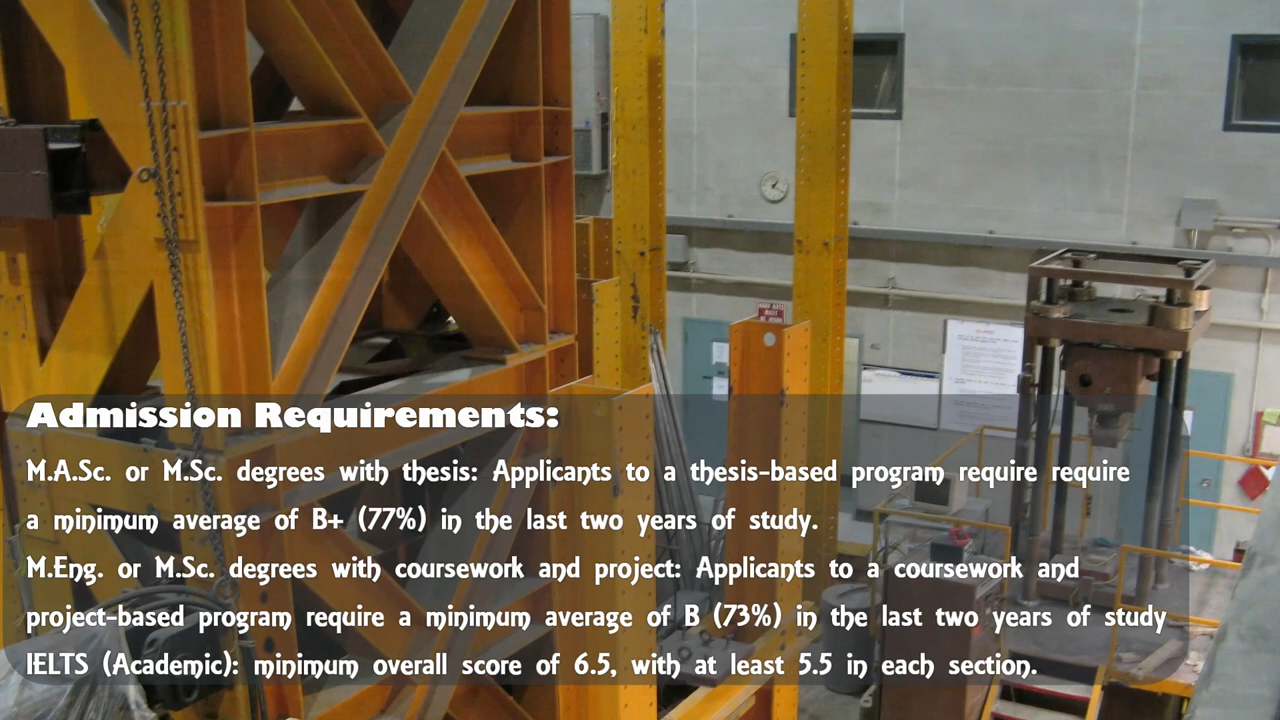 Admission Requirements:
M.A.Sc. or M.Sc. degrees with thesis: Applicants to a thesis-based program require require
a minimum average of B+ (77%) in the last two years of study.
M.Eng. or M.Sc. degrees with coursework and project: Applicants to a coursework and
project-based program require a minimum average of B (73%) in the last two years of study
IELTS (Academic): minimum overall score of 6.5, with at least 5.5 in each section.